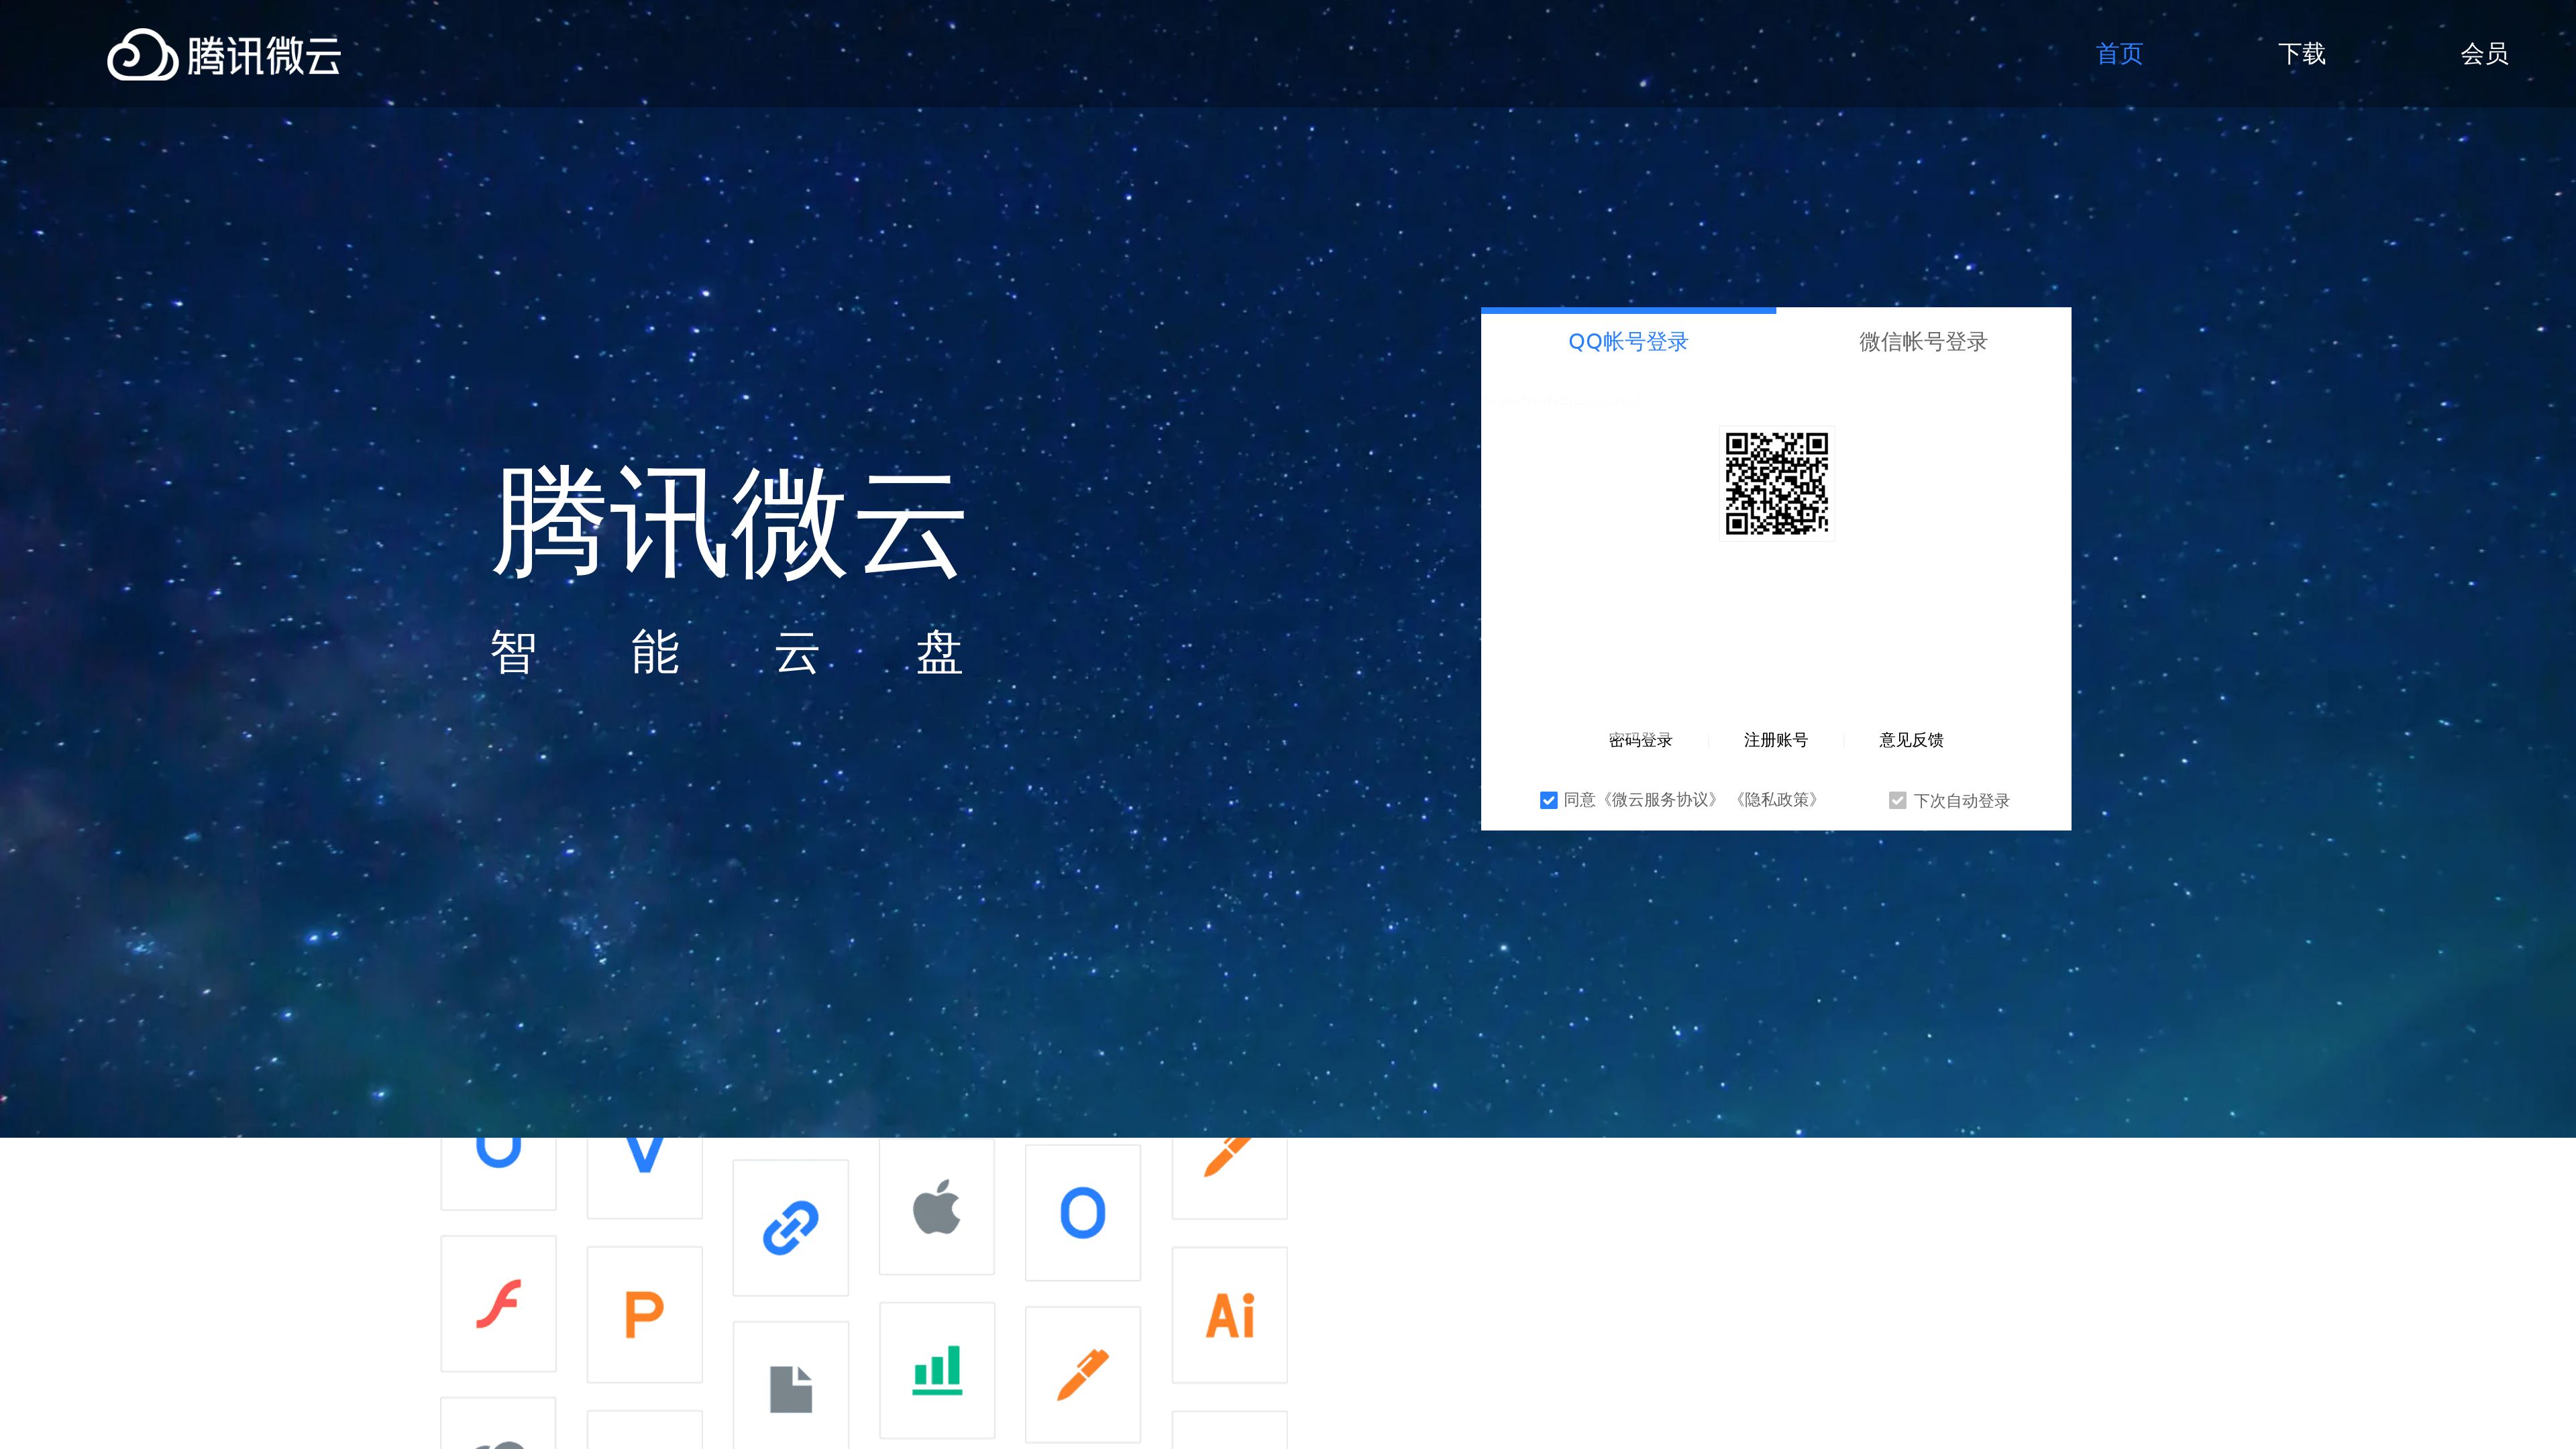 腾讯微云
首页
下载
会员
QQ帐号登录
微信帐号登录
腾讯微云
智能云盘
密码登录
注册账号
意见反馈
同意《微云服务协议》 《隐私政策》
下次自动登录
V
O
F
P
Ai